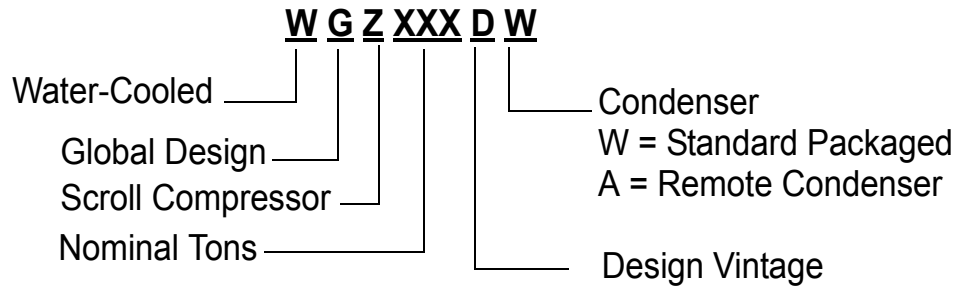 W G Z XXX D W
Water-Cooled
Global Design
Scroll Compressor
Nominal Tons
Condenser
W = Standard Packaged
A = Remote Condenser
Design Vintage